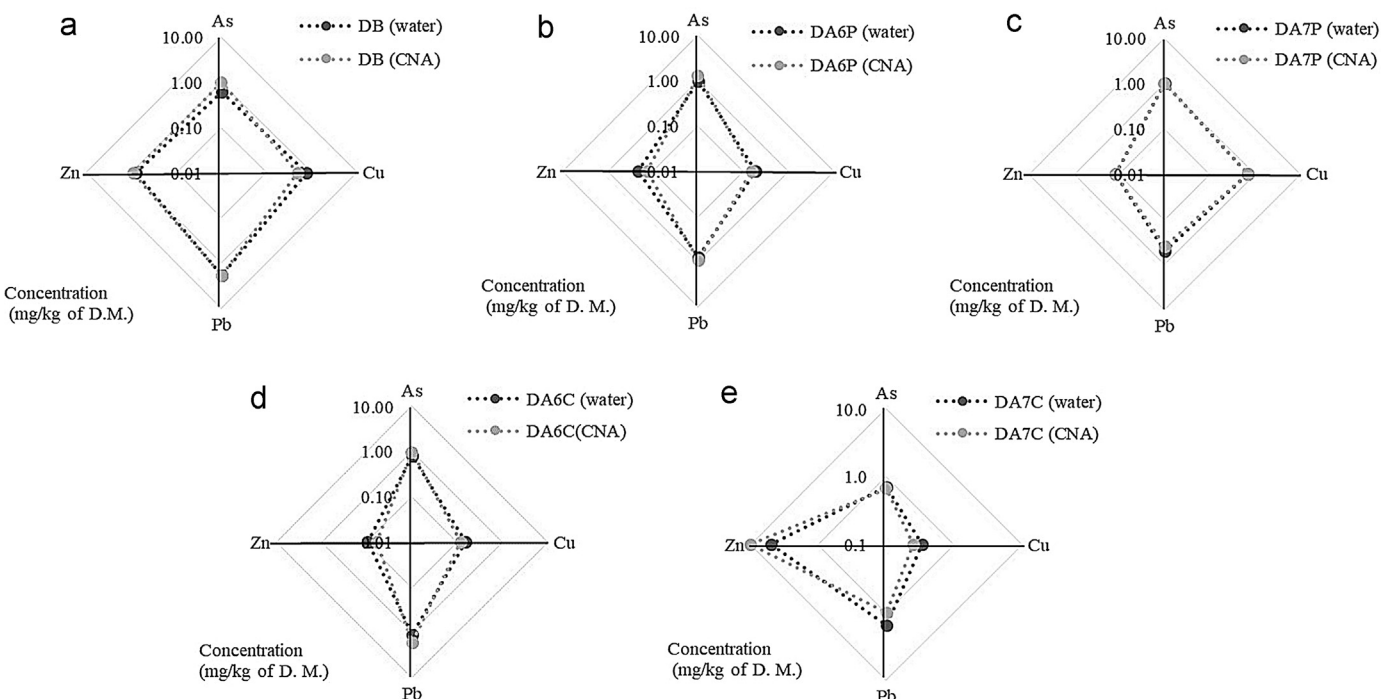 a
As
DB (water)
DB (CNA)
10.00
1.00
0.10
0.01
Zn
Cu
Pb
Concentration
(mg/kg of D.M.)
b
As
DA6P (water)
DA6P (CNA)
10.00
1.00
0.10
0.01
Zn
Cu
Pb
Concentration
(mg/kg of D. M.)
c
As
DA7P (water)
DA7P (CNA)
10.00
1.00
0.10
0.01
Zn
Cu
Pb
Concentration
(mg/kg of D. M.)
d
As
DA6C (water)
DA6C(CNA)
10.00
1.00
0.10
0.01
Zn
Cu
Pb
Concentration
(mg/kg of D. M.)
e
As
DA7C (water)
DA7C (CNA)
10.0
1.0
0.1
Zn
Cu
Pb
Concentration
(mg/kg of D. M.)